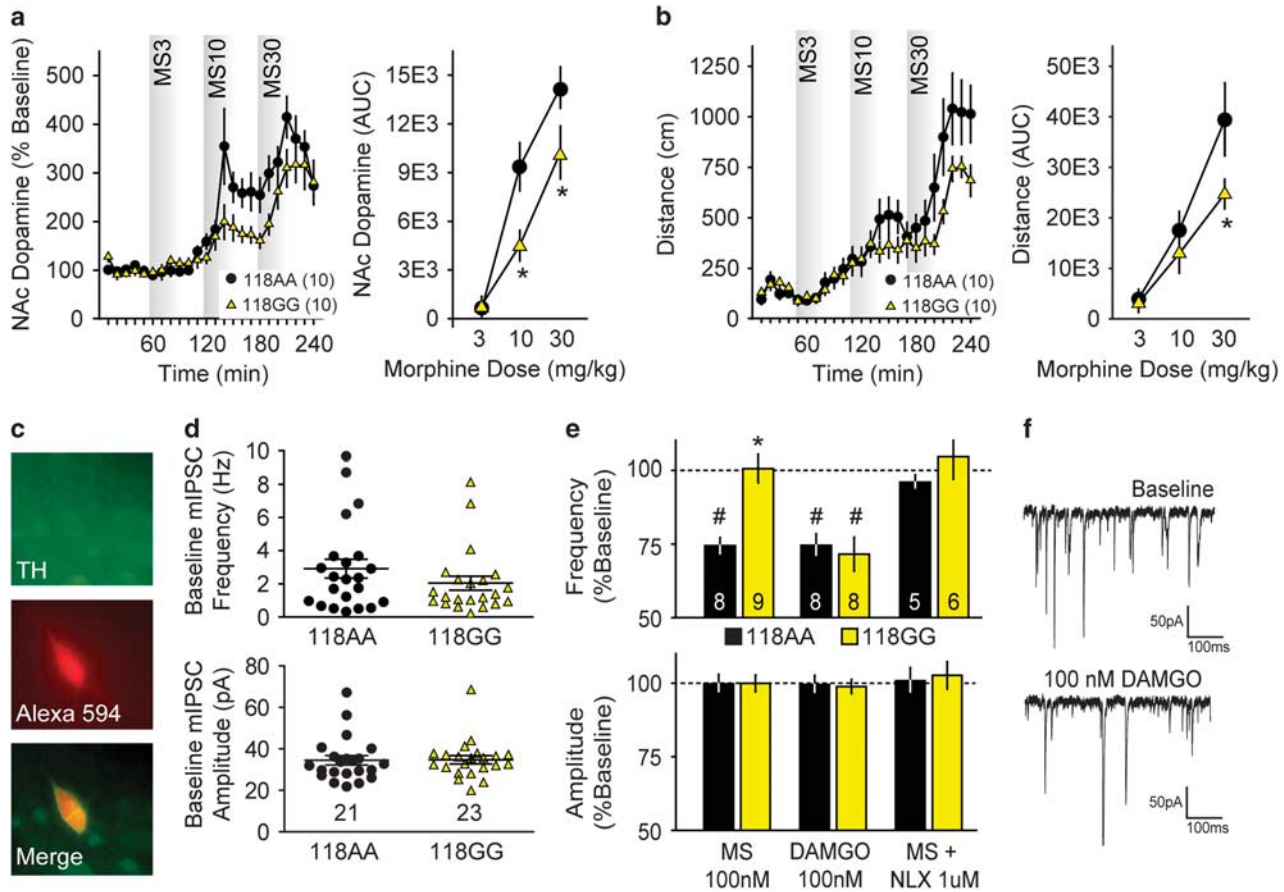 a
MS3
MS10
MS30
500
400
300
200
100
0
NAc Dopamine (% Baseline)
118AA (10)
118GG (10)
60
120
180
240
Time (min)
15E3
12E3
9E3
6E3
3E3
0
NAc Dopamine (AUC)
*
*
3
10
30
Morphine Dose (mg/kg)
b
MS3
MS10
MS30
1250
1000
750
500
250
0
Distance (cm)
118AA (10)
118GG (10)
60
120
180
240
Time (min)
50E3
40E3
30E3
20E3
10E3
0
Distance (AUC)
*
3
10
30
Morphine Dose (mg/kg)
c
TH
Alexa 594
Merge
d
Baseline mIPSC
Frequency (Hz)
10
8
6
4
2
0
118AA
118GG
Baseline mIPSC
Amplitude (pA)
80
60
40
20
0
21
23
118AA
118GG
e
Frequency
(%Baseline)
100
75
50
#
*
#
#
8
9
8
8
5
6
118AA
118GG
Amplitude
(%Baseline)
100
75
50
MS
100nM
DAMGO
100nM
MS +
NLX 1uM
f
Baseline
50pA
100ms
100 nM DAMGO
50pA
100ms